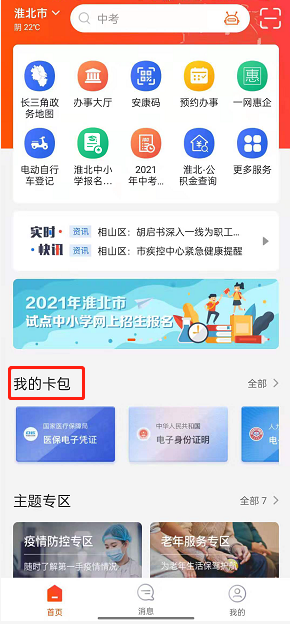 淮北市
阴 22℃
中考
长三角政务地图
办事大厅
安康码
预约办事
一网惠企
惠
电动自行车登记
淮北中小学报名...
2021年中考...
淮北-公积金查询
更多服务
实时 资讯 相山区：胡启书深入一线为职工...
快讯 资讯 市疾控中心紧急健康提醒
2021年淮北市
试点中小学网上招生报名
我的卡包
全部
国家医疗保障局
医保电子凭证
中华人民共和国
电子身份证明
人力
主题专区
全部 7
疫情防控专区
随时了解第一手疫情情况
老年服务专区
为老年生活保驾护航
首页
消息
我的